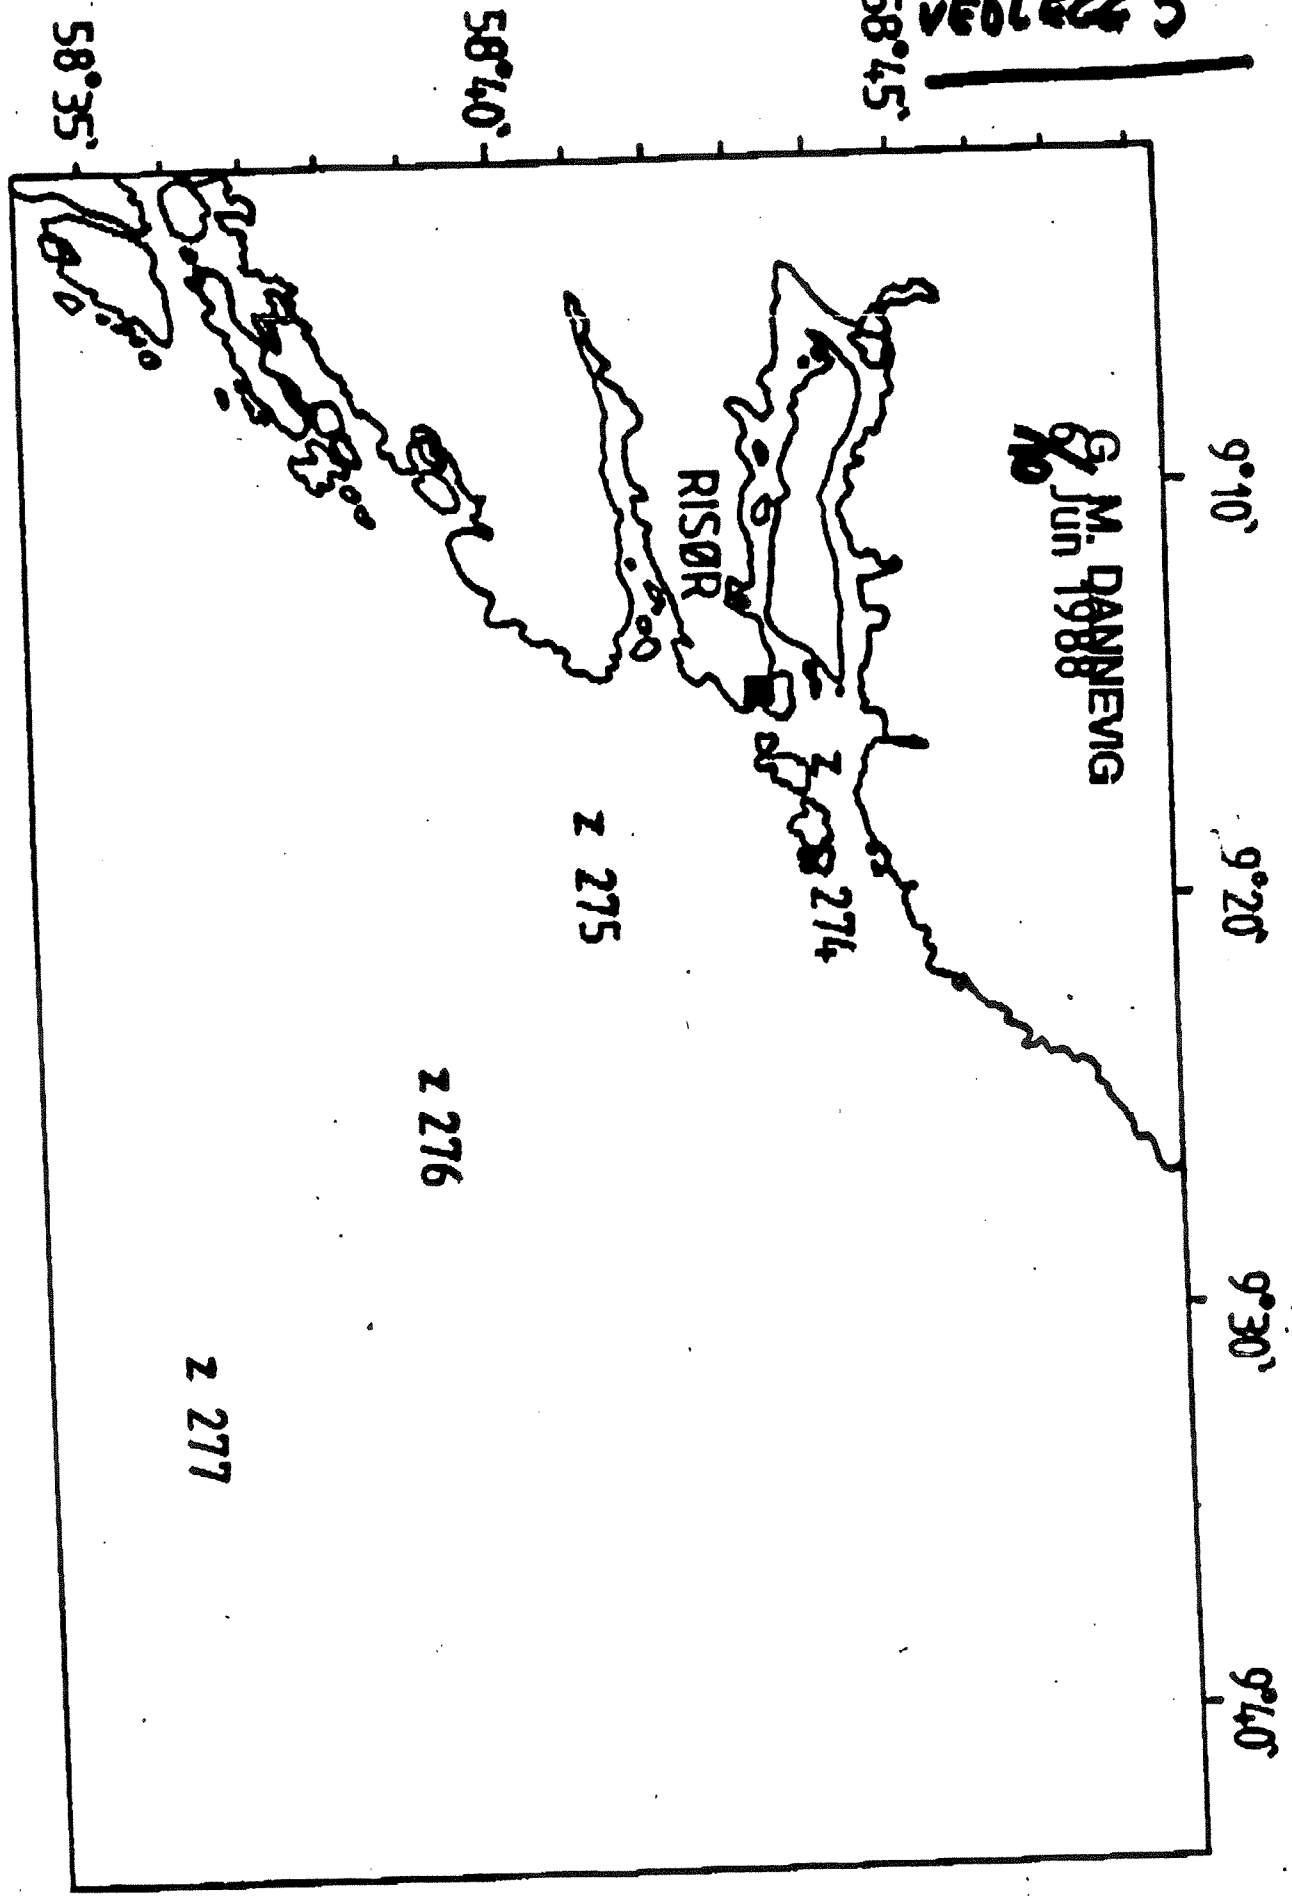 VEDLEGG 5
9°10' 9°20' 9°30' 9°40'
G. M. DANNEVIG
Jun 1988
58°45'
58°40'
58°35'
RISØR
Z 274
Z 275
Z 276
Z 277